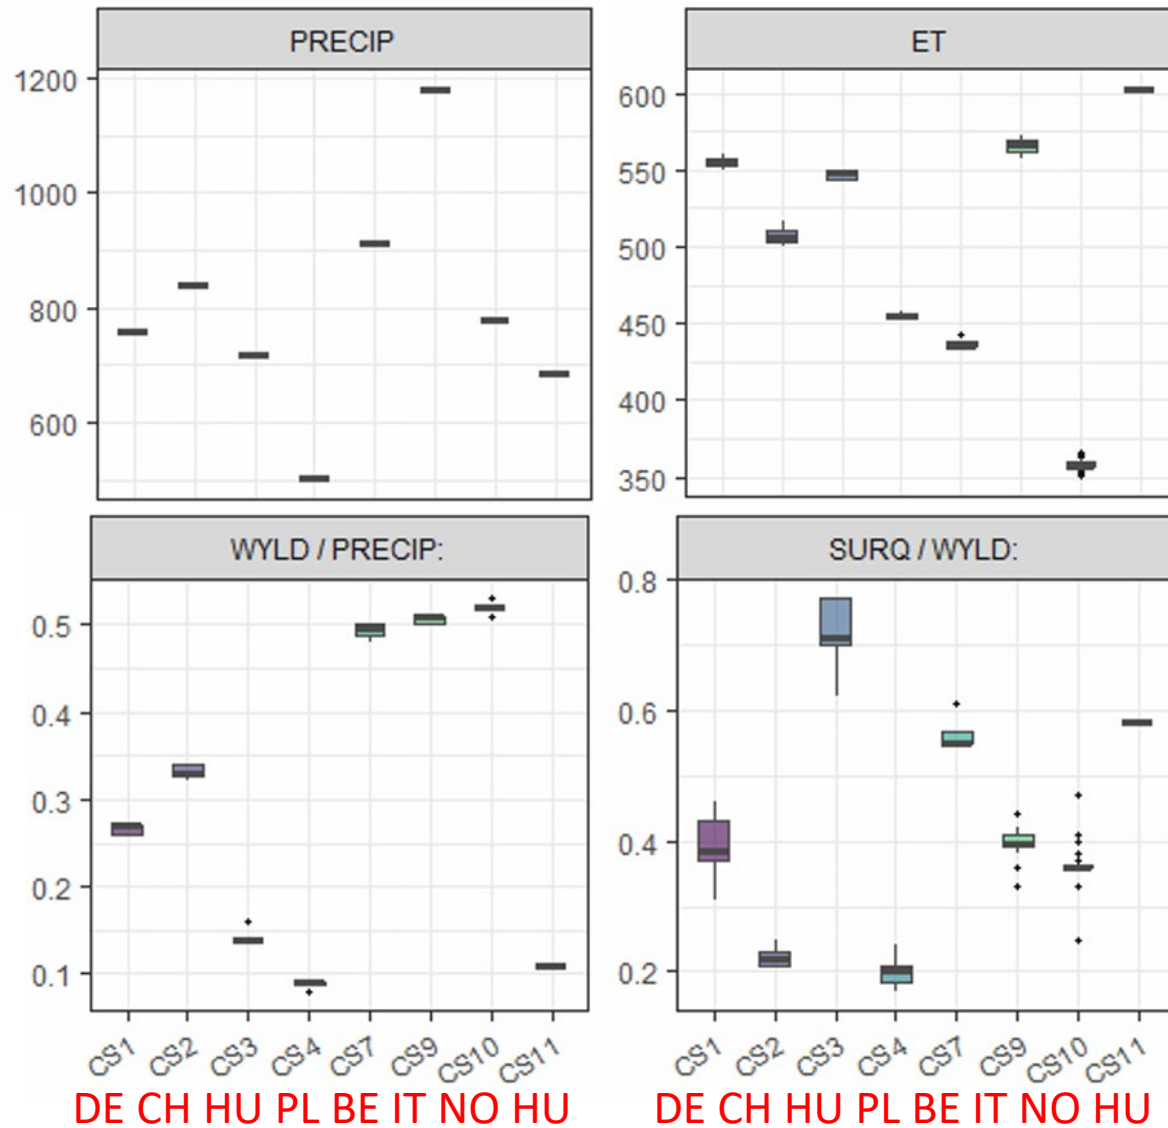 PRECIP
1200
1000
800
600
ET
600
550
500
450
400
350
WYLD / PRECIP:
0.5
0.4
0.3
0.2
0.1
CS1 CS2 CS3 CS4 CS7 CS9 CS10 CS11
DE CH HU PL BE IT NO HU
SURQ / WYLD:
0.8
0.6
0.4
0.2
CS1 CS2 CS3 CS4 CS7 CS9 CS10 CS11
DE CH HU PL BE IT NO HU